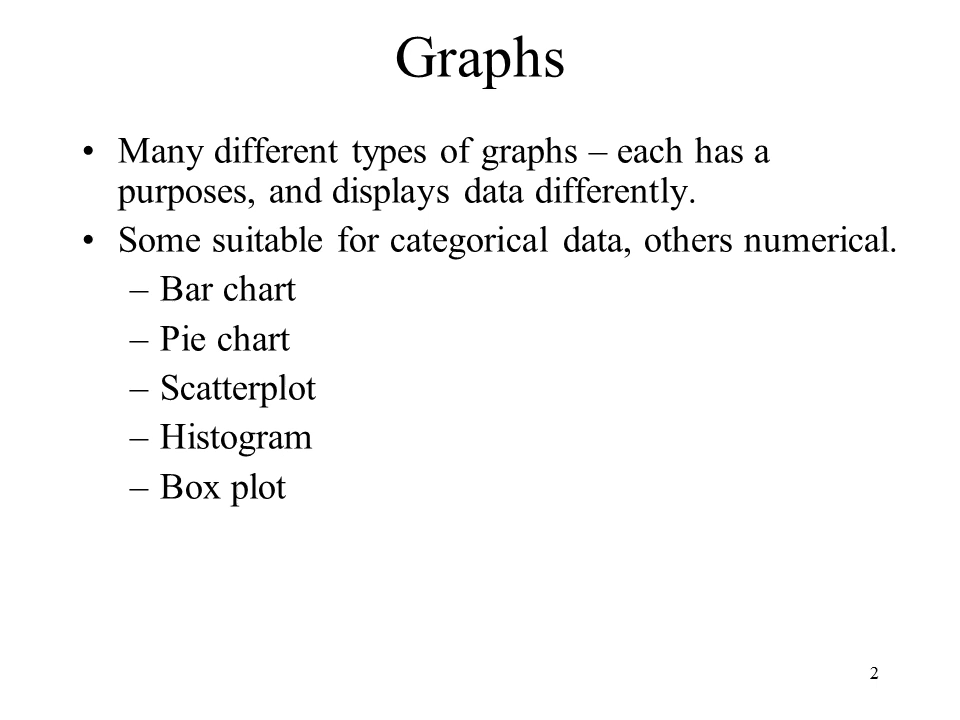 Graphs
• Many different types of graphs – each has a
purposes, and displays data differently.
• Some suitable for categorical data, others numerical.
– Bar chart
– Pie chart
– Scatterplot
– Histogram
– Box plot
2